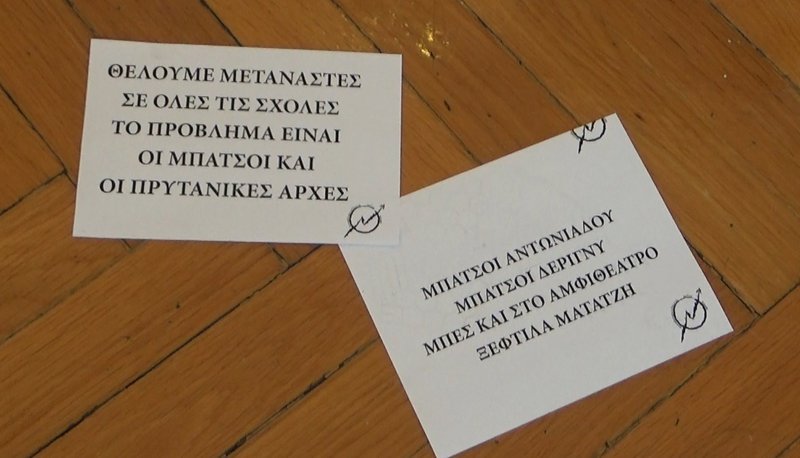 ΘΕΛΟΥΜΕ ΜΕΤΑΝΑΣΤΕΣ
ΣΕ ΟΛΕΣ ΤΙΣ ΣΧΟΛΕΣ
ΤΟ ΠΡΟΒΛΗΜΑ ΕΙΝΑΙ
ΟΙ ΜΠΑΤΣΟΙ ΚΑΙ
ΟΙ ΠΡΥΤΑΝΙΚΕΣ ΑΡΧΕΣ
ΜΠΑΤΣΟΙ ΑΝΤΩΝΙΑΔΟΥ
ΜΠΑΤΣΟΙ ΔΕΡΙΓΝΥ
ΜΠΕΣ ΚΑΙ ΣΤΟ ΑΜΦΙΘΕΑΤΡΟ
ΞΕΦΤΙΛΑ ΜΑΤΑΤΖΗ